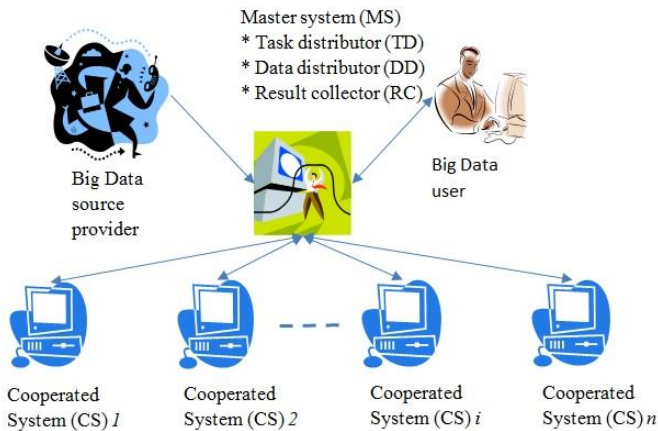 Master system (MS)
* Task distributor (TD)
* Data distributor (DD)
* Result collector (RC)
Big Data
source
provider
Big Data
user
Cooperated
System (CS) 1
Cooperated
System (CS) 2
Cooperated
System (CS) i
Cooperated
System (CS) n